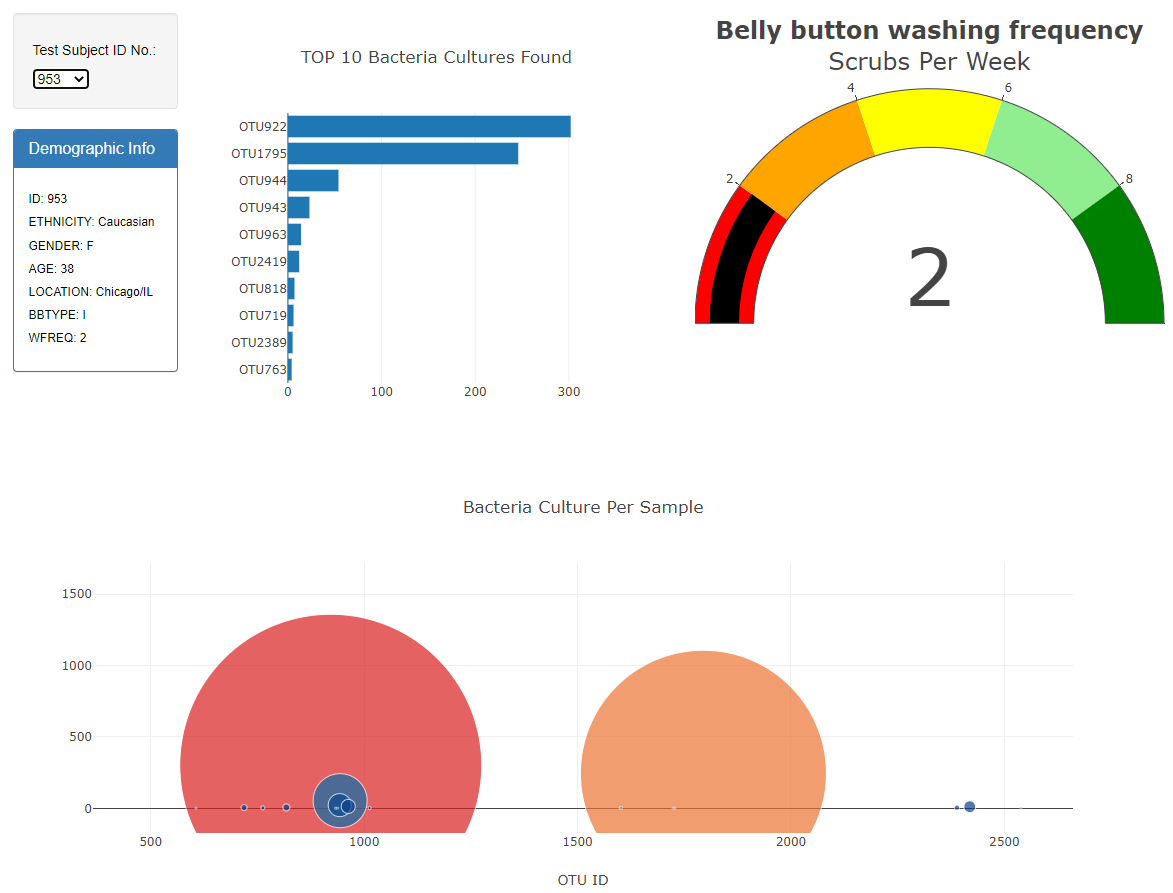 Test Subject ID No.:
953
Demographic Info
ID: 953
ETHNICITY: Caucasian
GENDER: F
AGE: 38
LOCATION: Chicago/IL
BBTYPE: I
WFREQ: 2
TOP 10 Bacteria Cultures Found
OTU922
OTU1795
OTU944
OTU943
OTU963
OTU2419
OTU818
OTU719
OTU2389
OTU763
0 100 200 300
Belly button washing frequency
Scrubs Per Week
4 6
2 8
2
Bacteria Culture Per Sample
1500
1000
500
0
500 1000 1500 2000 2500
OTU ID